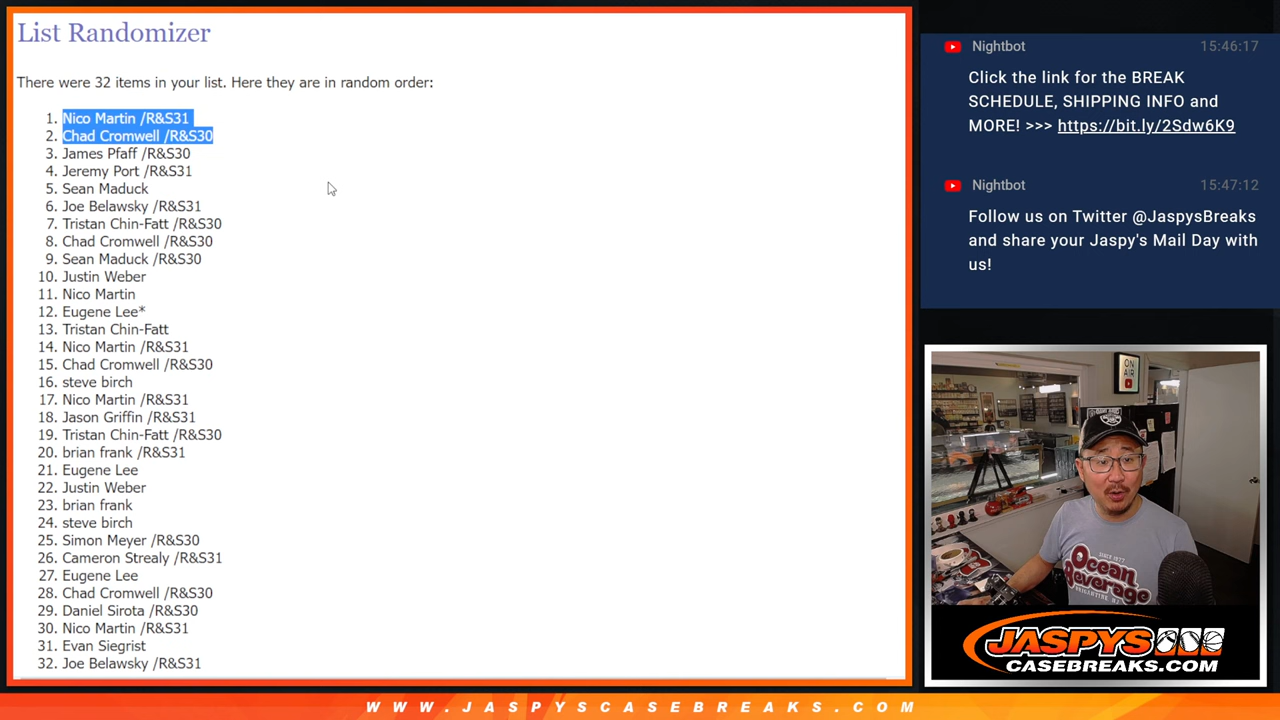 List Randomizer
There were 32 items in your list. Here they are in random order:
1. Nico Martin /R&S31
2. Chad Cromwell /R&S30
3. James Pfaff /R&S30
4. Jeremy Port /R&S31
5. Sean Maduck
6. Joe Belawsky /R&S31
7. Tristan Chin-Fatt /R&S30
8. Chad Cromwell /R&S30
9. Sean Maduck /R&S30
10. Justin Weber
11. Nico Martin
12. Eugene Lee*
13. Tristan Chin-Fatt
14. Nico Martin /R&S31
15. Chad Cromwell /R&S30
16. steve birch
17. Nico Martin /R&S31
18. Jason Griffin /R&S31
19. Tristan Chin-Fatt /R&S30
20. brian frank /R&S31
21. Eugene Lee
22. Justin Weber
23. brian frank
24. steve birch
25. Simon Meyer /R&S30
26. Cameron Strealy /R&S31
27. Eugene Lee
28. Chad Cromwell /R&S30
29. Daniel Sirota /R&S30
30. Nico Martin /R&S31
31. Evan Siegrist
32. Joe Belawsky /R&S31
Nightbot 15:46:17
Click the link for the BREAK
SCHEDULE, SHIPPING INFO and
MORE! >>> https://bit.ly/2Sdw6K9
Nightbot 15:47:12
Follow us on Twitter @JaspysBreaks
and share your Jaspy's Mail Day with
us!
ON
AIR
SINCE 1977
Ocean
Beverage
BRIGANTINE NJ
JASPYS
CASEBREAKS.COM
WWW.JASPYSCASEBREAKS.COM